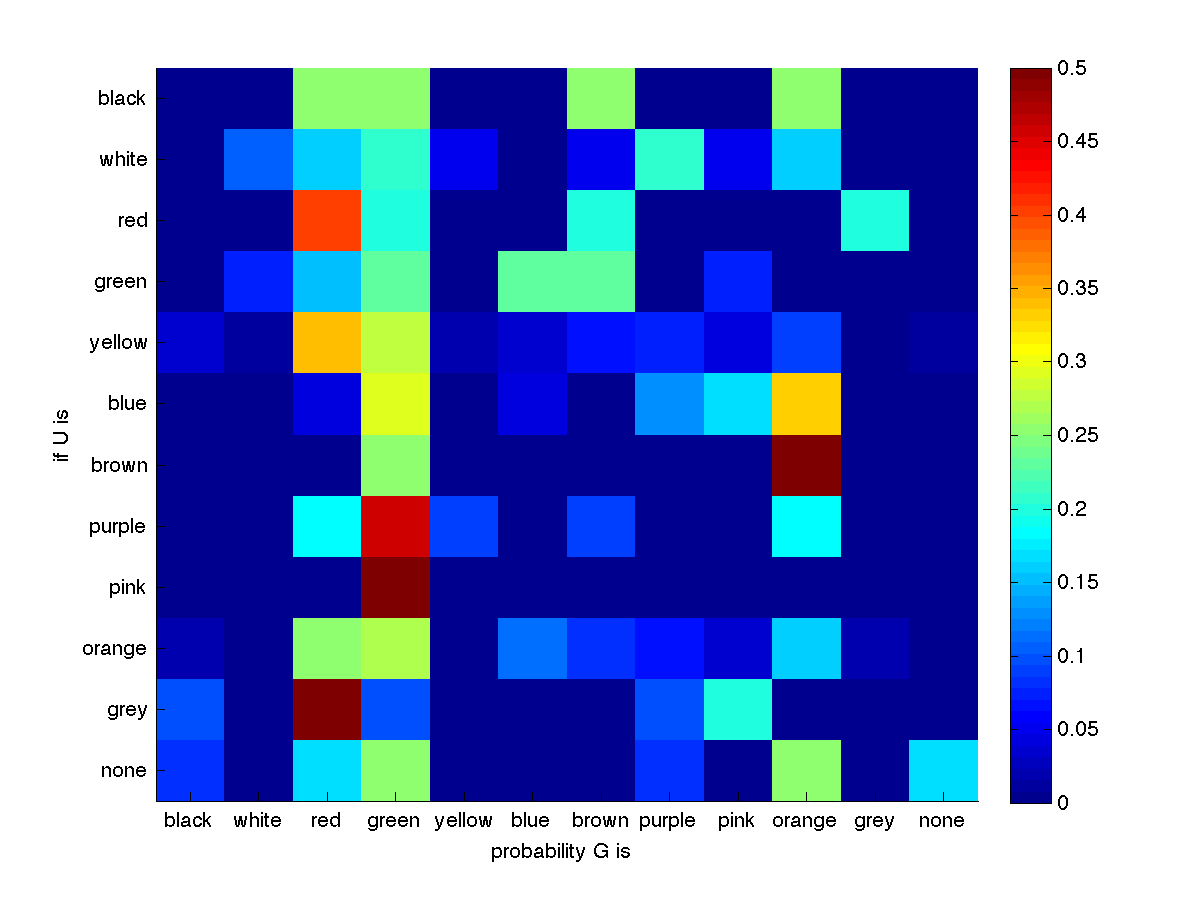 black
white
red
green
yellow
blue
brown
purple
pink
orange
grey
none
if U is
black white red green yellow blue brown purple pink orange grey none
probability G is
0.5
0.45
0.4
0.35
0.3
0.25
0.2
0.15
0.1
0.05
0